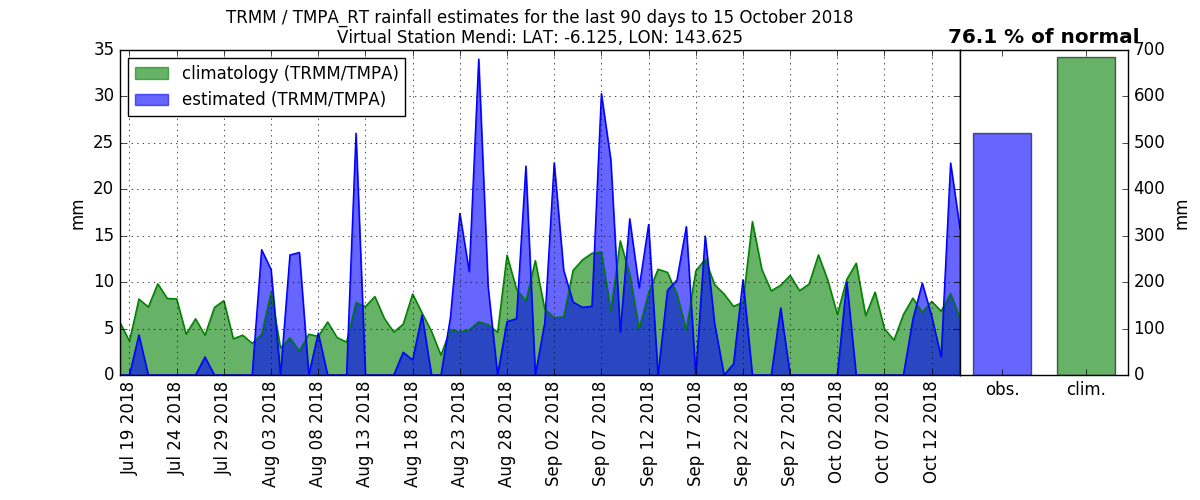 TRMM / TMPA_RT rainfall estimates for the last 90 days to 15 October 2018
Virtual Station Mendi: LAT: -6.125, LON: 143.625
76.1 % of normal
climatology (TRMM/TMPA)
estimated (TRMM/TMPA)
mm
35
30
25
20
15
10
5
0
Jul 19 2018
Jul 24 2018
Jul 29 2018
Aug 03 2018
Aug 08 2018
Aug 13 2018
Aug 18 2018
Aug 23 2018
Aug 28 2018
Sep 02 2018
Sep 07 2018
Sep 12 2018
Sep 17 2018
Sep 22 2018
Sep 27 2018
Oct 02 2018
Oct 07 2018
Oct 12 2018
obs.
clim.
700
600
500
400
300
200
100
0
mm